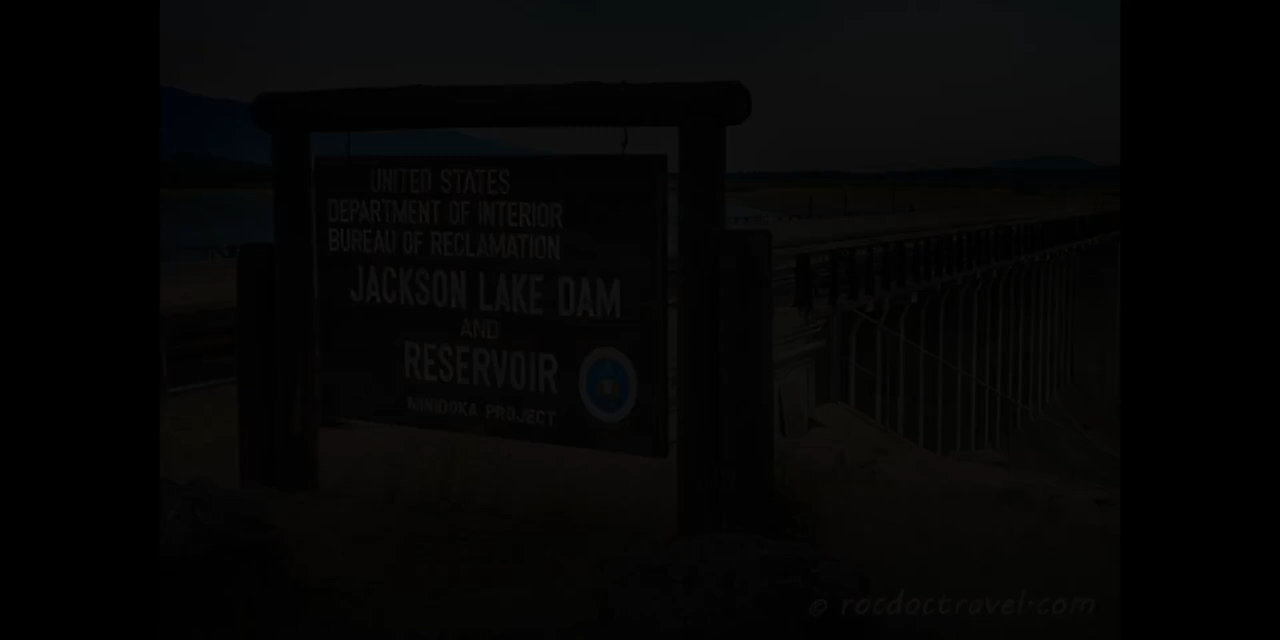 UNITED STATES
DEPARTMENT OF INTERIOR
BUREAU OF RECLAMATION
JACKSON LAKE DAM
AND
RESERVOIR
MINIDOKA PROJECT
© rocdoctravel.com